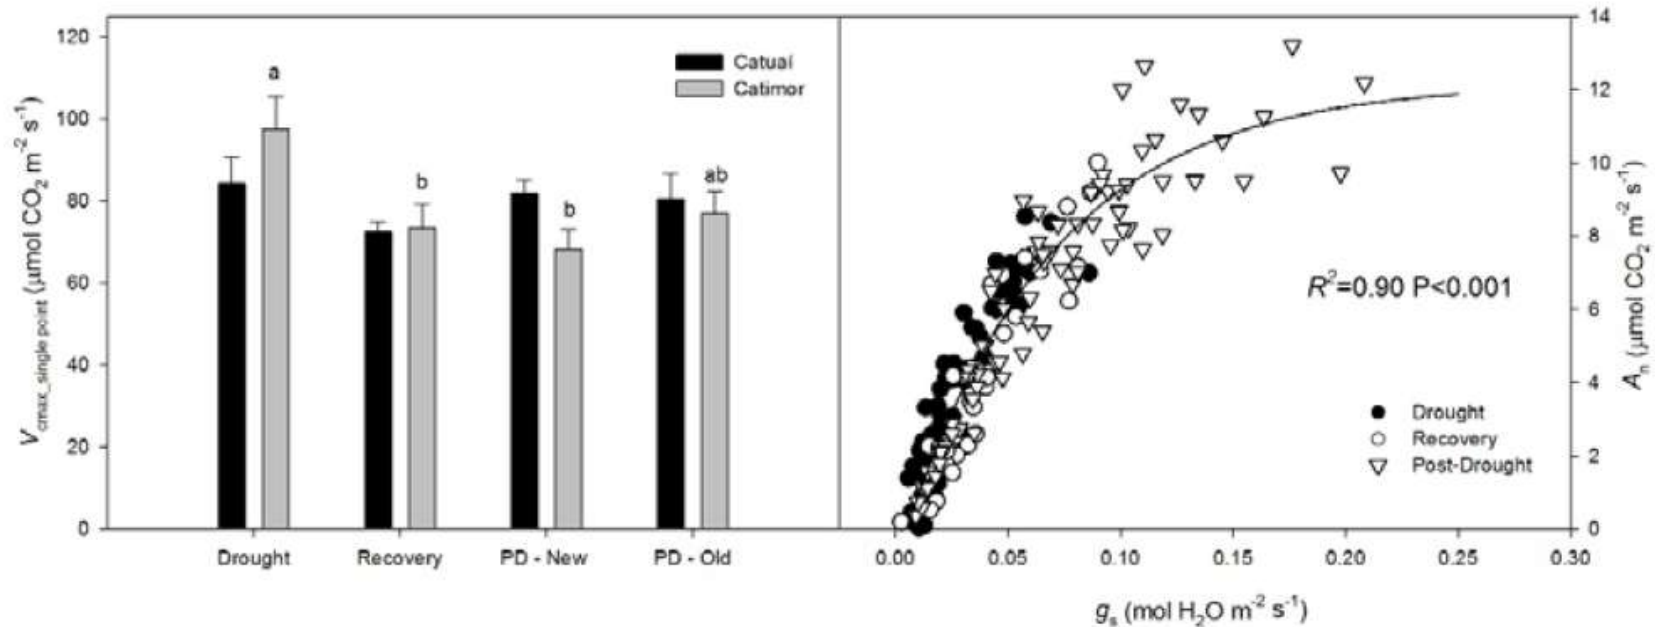 V_cmax_single point (µmol CO₂ m⁻² s⁻¹)
120
100
80
60
40
20
0
a
b
b
ab
Catuaí
Catimor
Drought
Recovery
PD - New
PD - Old
14
12
10
8
6
4
2
0
Aₙ (µmol CO₂ m⁻² s⁻¹)
R²=0.90 P<0.001
Drought
Recovery
Post-Drought
0.00 0.05 0.10 0.15 0.20 0.25 0.30
gₛ (mol H₂O m⁻² s⁻¹)